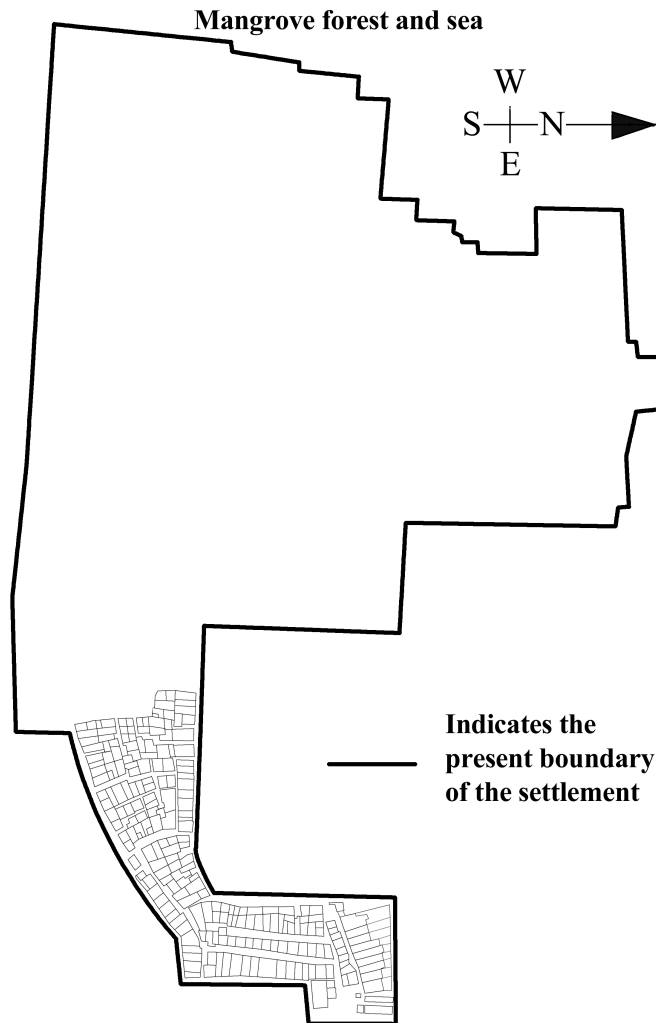 Mangrove forest and sea
W
S N
E
Indicates the
present boundary
of the settlement